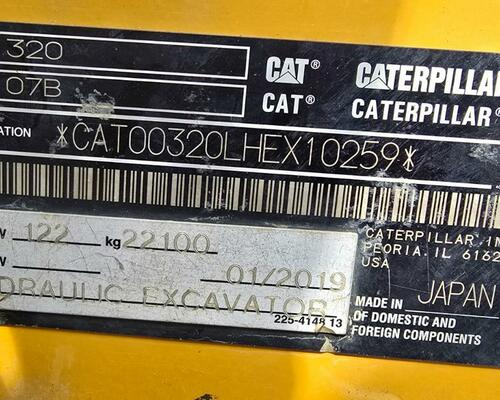 320 CAT® CATERPILLAR
07B CAT® CATERPILLAR®
ATION *CAT00320LHEX10259*
W 122 kg 22100
W 01/2019
DRAULIC EXCAVATOR
225-4148 13
CATERPILLAR IN
PEORIA, IL 6162
USA
MADE IN JAPAN
OF DOMESTIC AND
FOREIGN COMPONENTS